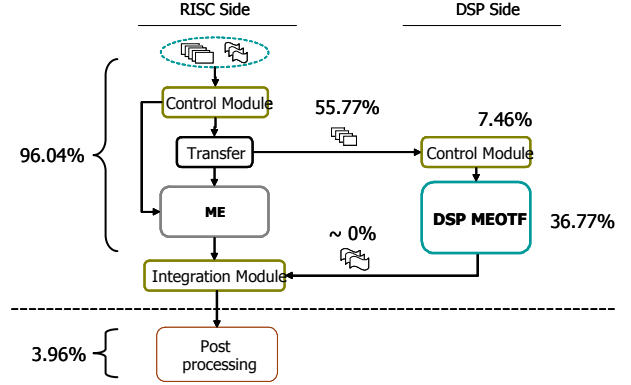 RISC Side
DSP Side
Control Module
55.77%
7.46%
96.04%
Transfer
Control Module
ME
DSP MEOTF
36.77%
~ 0%
Integration Module
3.96%
Post
processing